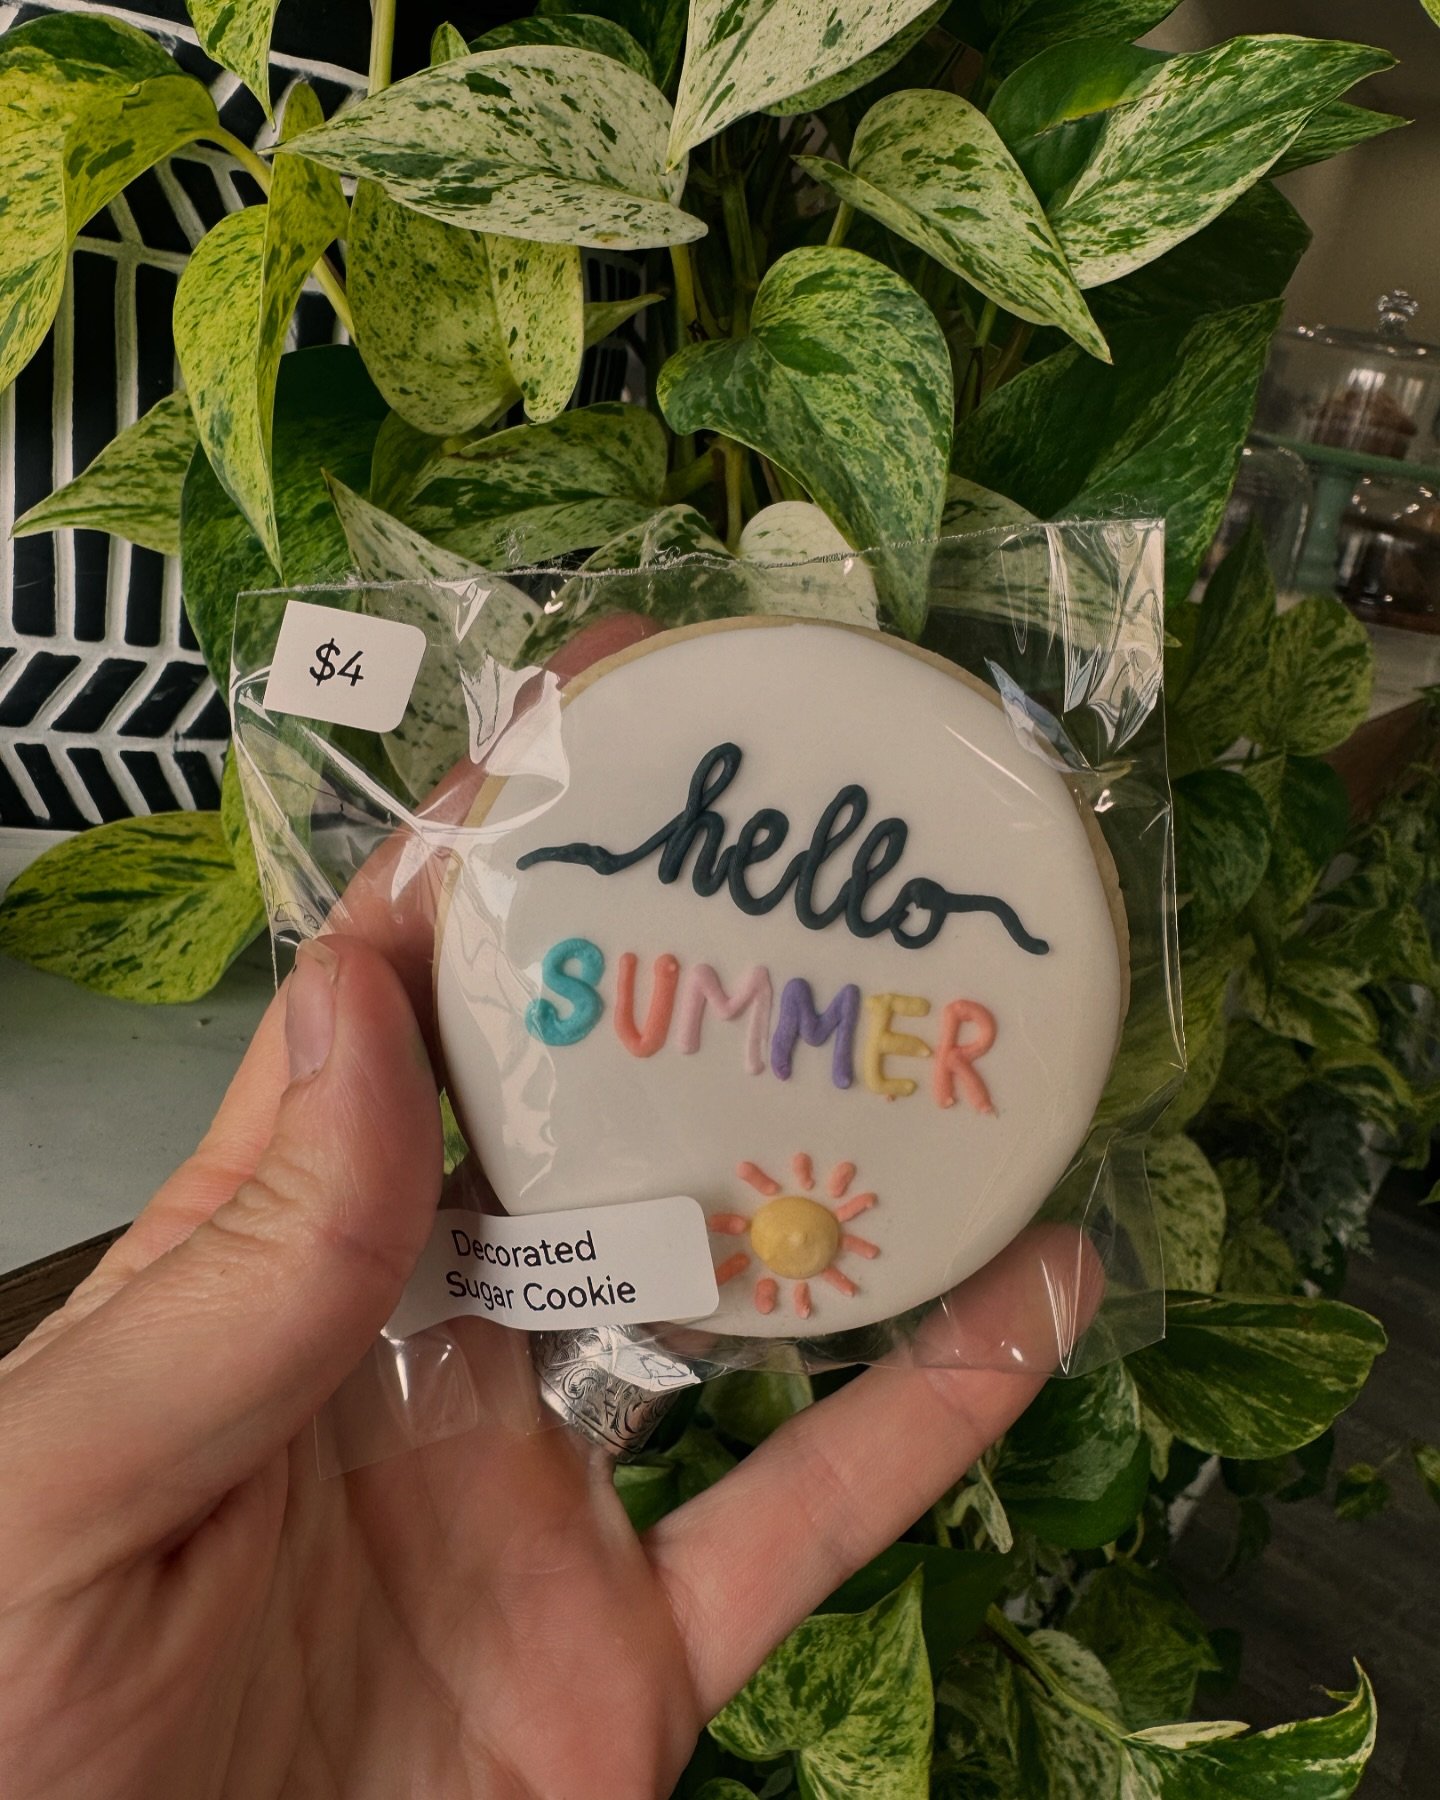 $4
hello
SUMMER
Decorated
Sugar Cookie